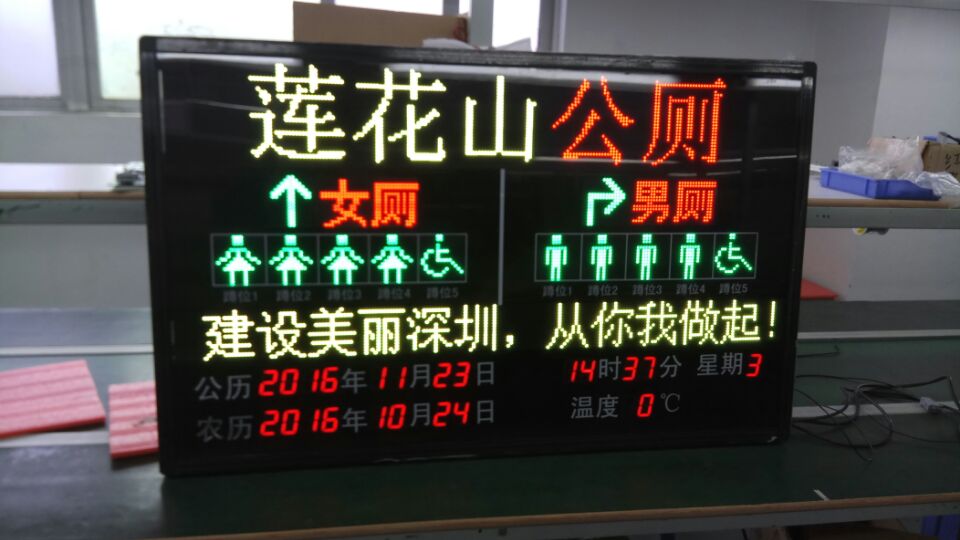 莲花山公厕
女厕 男厕
蹲位1 蹲位2 蹲位3 蹲位4 蹲位5 蹲位1 蹲位2 蹲位3 蹲位4 蹲位5
建设美丽深圳，从你我做起！
公历2016年11月23日 14时37分 星期3
农历2016年10月24日 温度 0℃